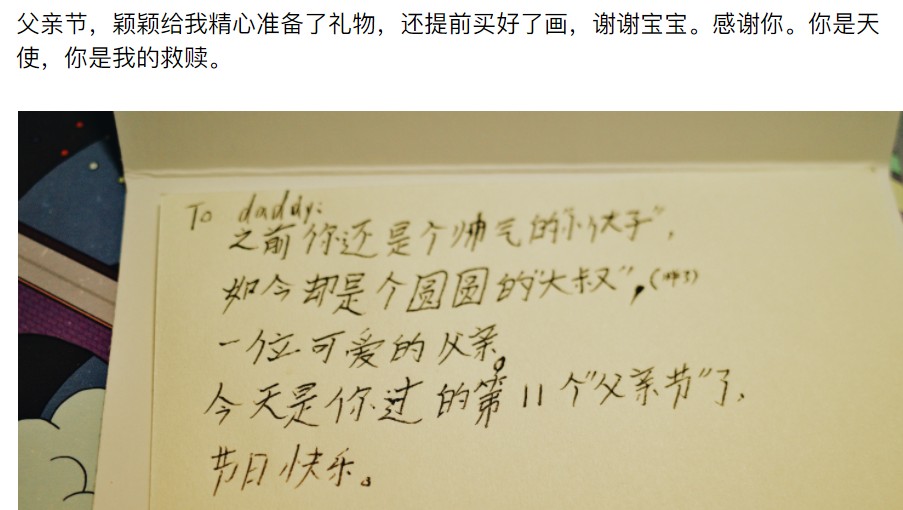 父亲节，颖颖给我精心准备了礼物，还提前买好了画，谢谢宝宝。感谢你。你是天
使，你是我的救赎。
To daddy:
之前你还是个帅气的“小伙子”，
如今却是个圆圆的“大叔”，
一位可爱的父亲。
今天是你过的第11个“父亲节”了，
节日快乐。